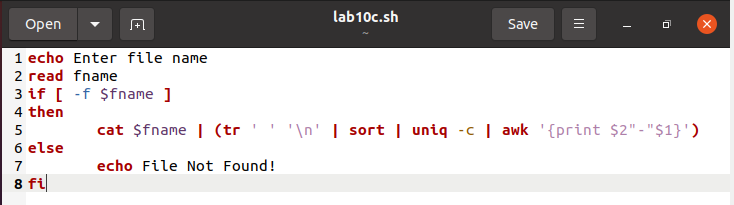 Open lab10c.sh Save
~
1 echo Enter file name
2 read fname
3 if [ -f $fname ]
4 then
5 cat $fname | (tr ' ' '\n' | sort | uniq -c | awk '{print $2"-"$1}')
6 else
7 echo File Not Found!
8 fi